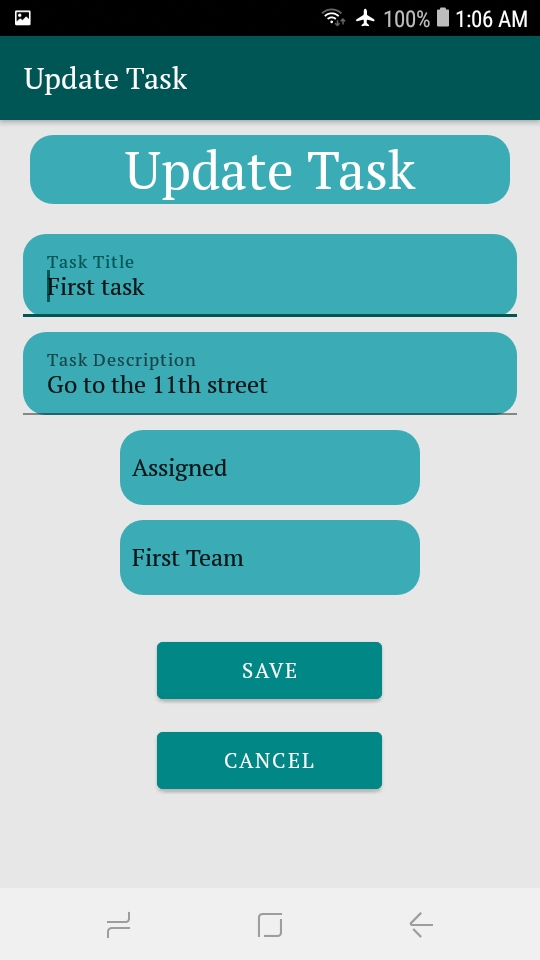 100% 1:06 AM
Update Task
Update Task
Task Title
First task
Task Description
Go to the 11th street
Assigned
First Team
SAVE
CANCEL